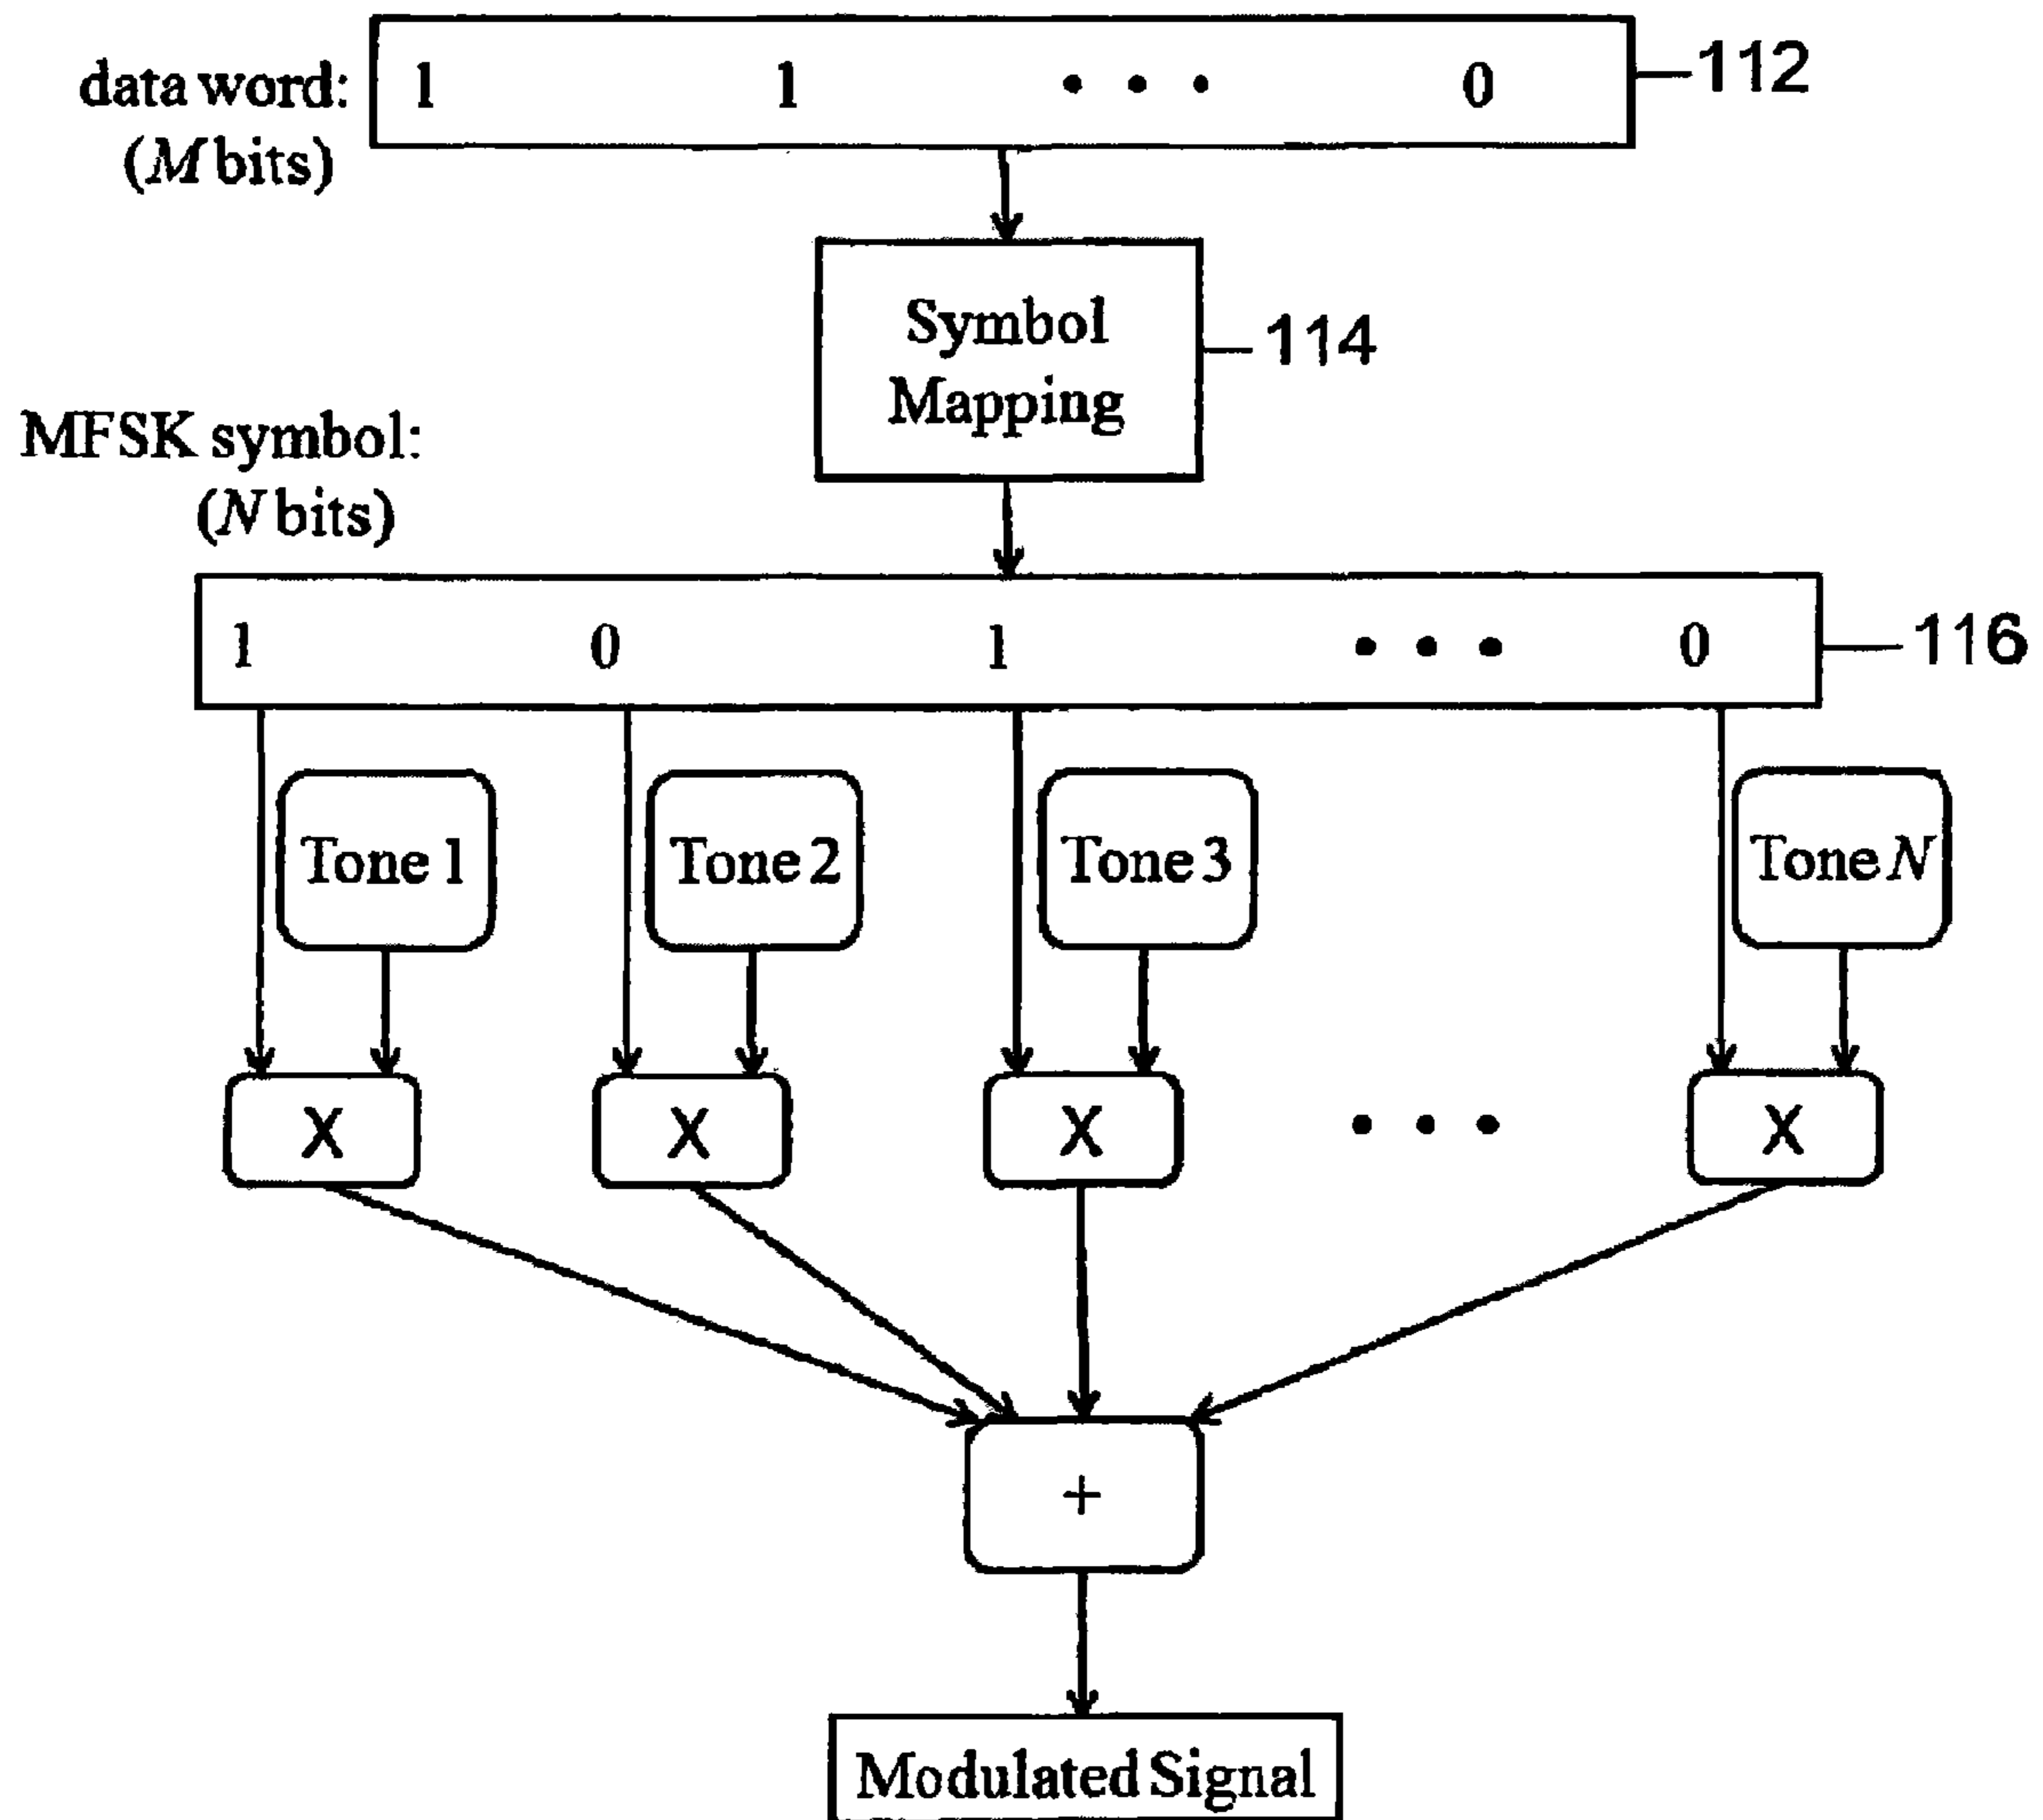 data word: 1 1 • • • 0 112
(M bits)
Symbol
Mapping
114
MFSK symbol:
(N bits)
1 0 1 • • • 0 116
Tone 1 Tone 2 Tone 3 Tone N
X X X • • • X
+
Modulated Signal